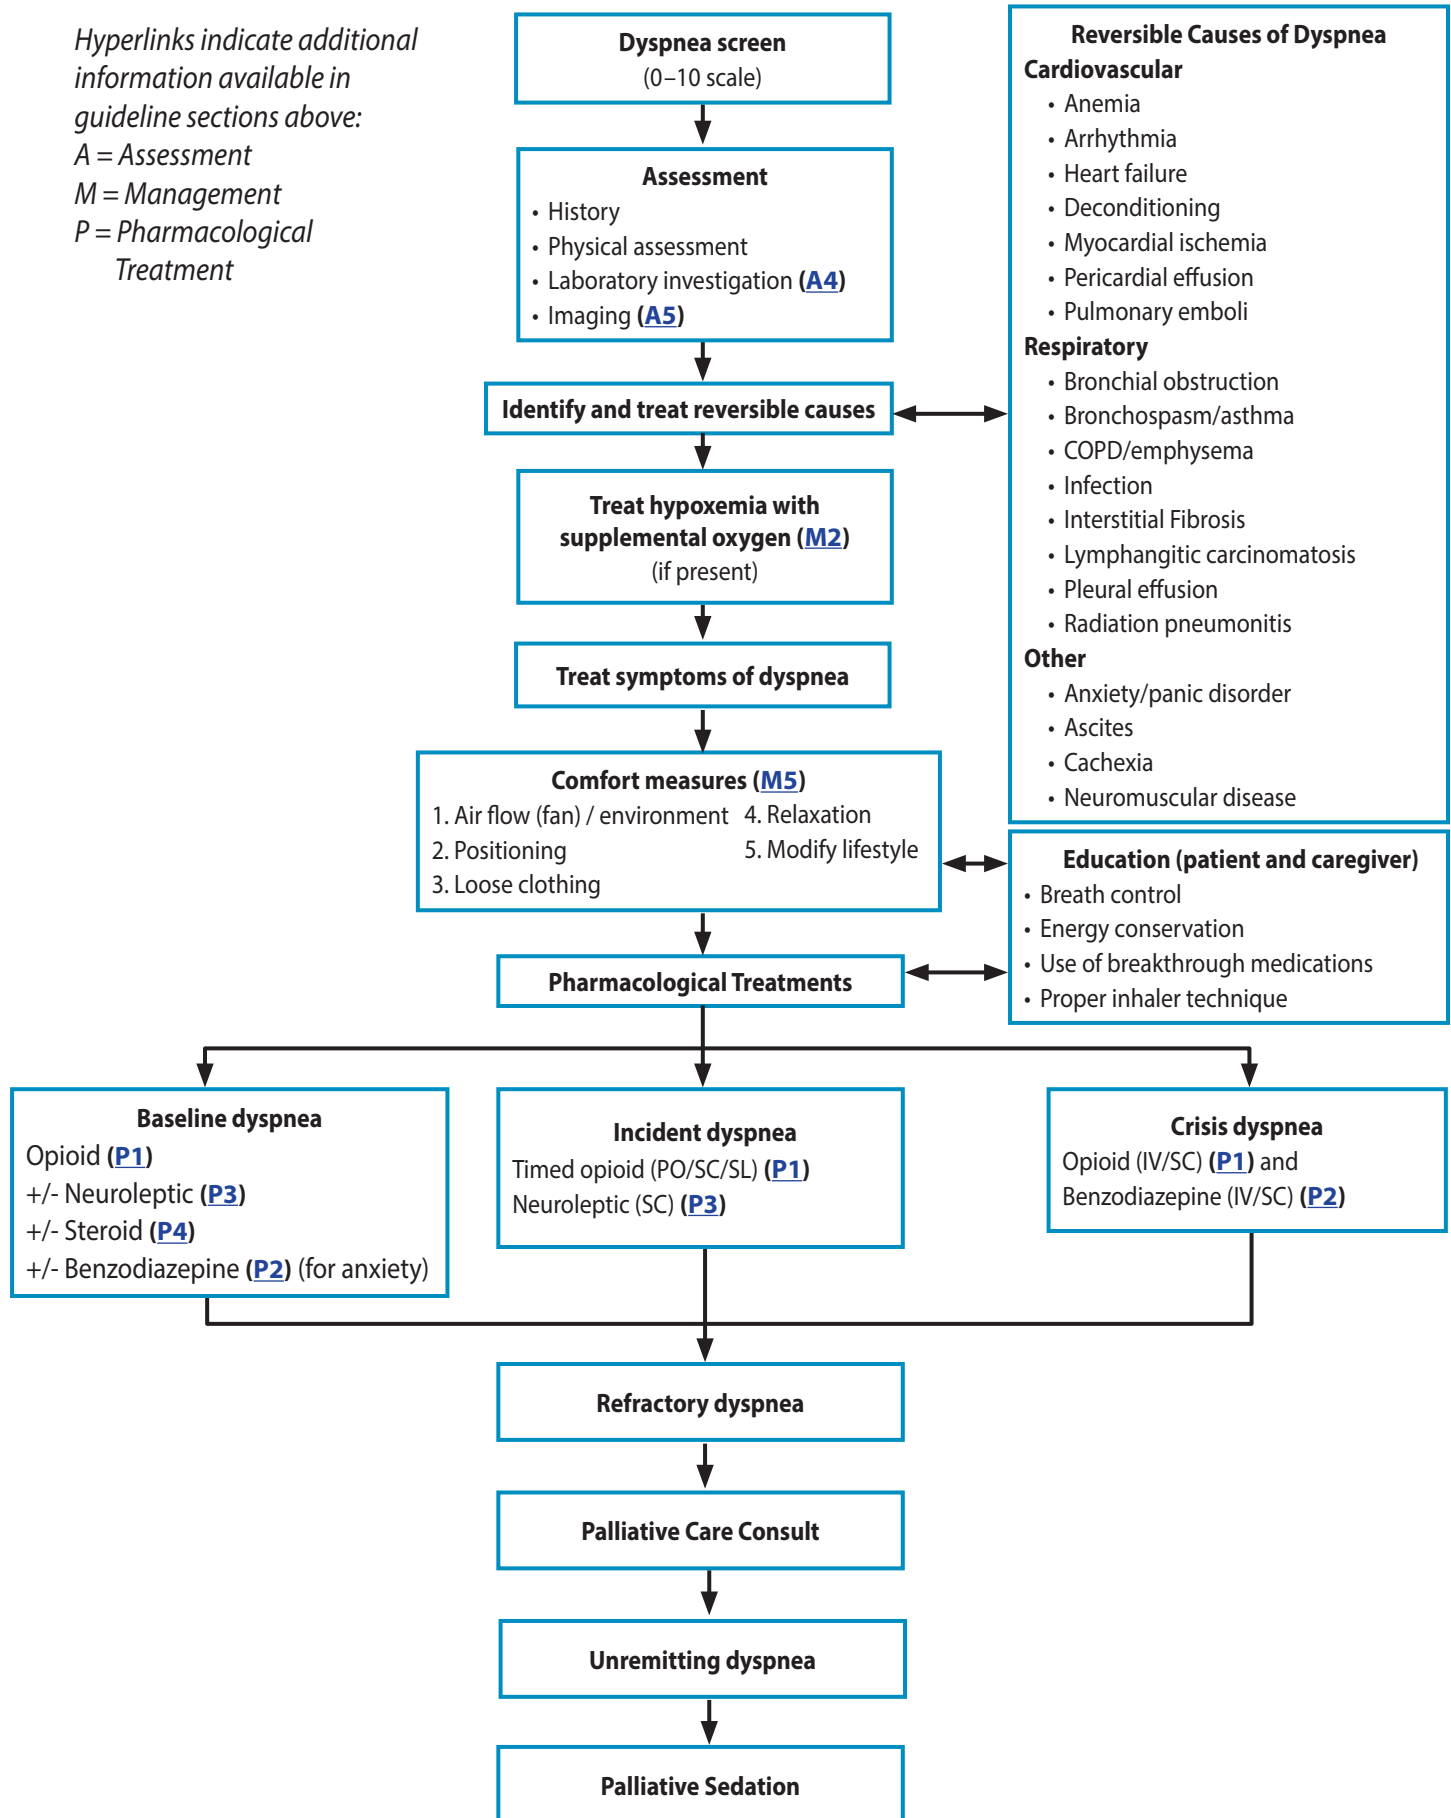 Hyperlinks indicate additional
information available in
guideline sections above:
A = Assessment
M = Management
P = Pharmacological
Treatment
Dyspnea screen
(0–10 scale)
Assessment
• History
• Physical assessment
• Laboratory investigation (A4)
• Imaging (A5)
Identify and treat reversible causes
Reversible Causes of Dyspnea
Cardiovascular
• Anemia
• Arrhythmia
• Heart failure
• Deconditioning
• Myocardial ischemia
• Pericardial effusion
• Pulmonary emboli
Respiratory
• Bronchial obstruction
• Bronchospasm/asthma
• COPD/emphysema
• Infection
• Interstitial Fibrosis
• Lymphangitic carcinomatosis
• Pleural effusion
• Radiation pneumonitis
Other
• Anxiety/panic disorder
• Ascites
• Cachexia
• Neuromuscular disease
Treat hypoxemia with
supplemental oxygen (M2)
(if present)
Treat symptoms of dyspnea
Comfort measures (M5)
1. Air flow (fan) / environment
2. Positioning
3. Loose clothing
4. Relaxation
5. Modify lifestyle
Education (patient and caregiver)
• Breath control
• Energy conservation
• Use of breakthrough medications
• Proper inhaler technique
Pharmacological Treatments
Baseline dyspnea
Opioid (P1)
+/- Neuroleptic (P3)
+/- Steroid (P4)
+/- Benzodiazepine (P2) (for anxiety)
Incident dyspnea
Timed opioid (PO/SC/SL) (P1)
Neuroleptic (SC) (P3)
Crisis dyspnea
Opioid (IV/SC) (P1) and
Benzodiazepine (IV/SC) (P2)
Refractory dyspnea
Palliative Care Consult
Unremitting dyspnea
Palliative Sedation